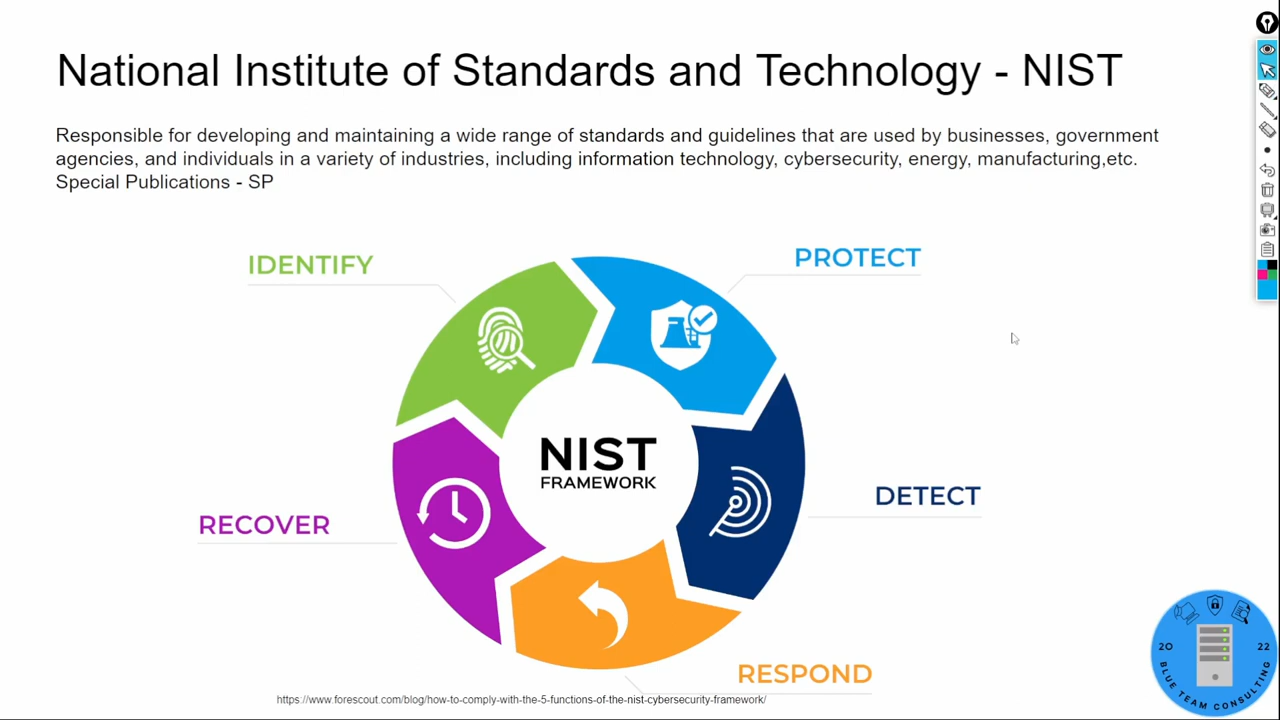 National Institute of Standards and Technology - NIST
Responsible for developing and maintaining a wide range of standards and guidelines that are used by businesses, government
agencies, and individuals in a variety of industries, including information technology, cybersecurity, energy, manufacturing,etc.
Special Publications - SP
IDENTIFY
PROTECT
NIST
FRAMEWORK
DETECT
RECOVER
RESPOND
https://www.forescout.com/blog/how-to-comply-with-the-5-functions-of-the-nist-cybersecurity-framework/
20 22
BLUE TEAM CONSULTING